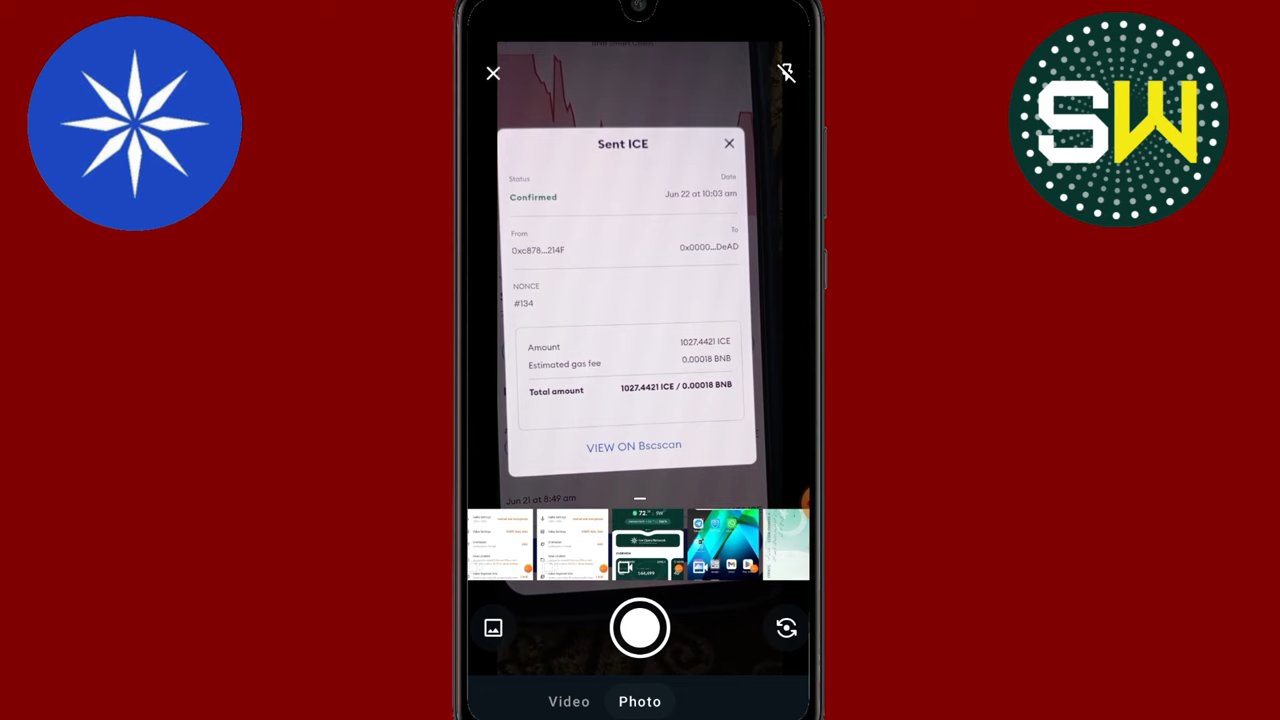 SW
Sent ICE
Status
Date
Confirmed
Jun 22 at 10:03 am
From
To
0xc878...214F
0x0000...DeAD
NONCE
#134
Amount
1027.4421 ICE
Estimated gas fee
0.00018 BNB
Total amount
1027.4421 ICE / 0.00018 BNB
VIEW ON Bscscan
Jun 21 at 8:49 am
Video
Photo